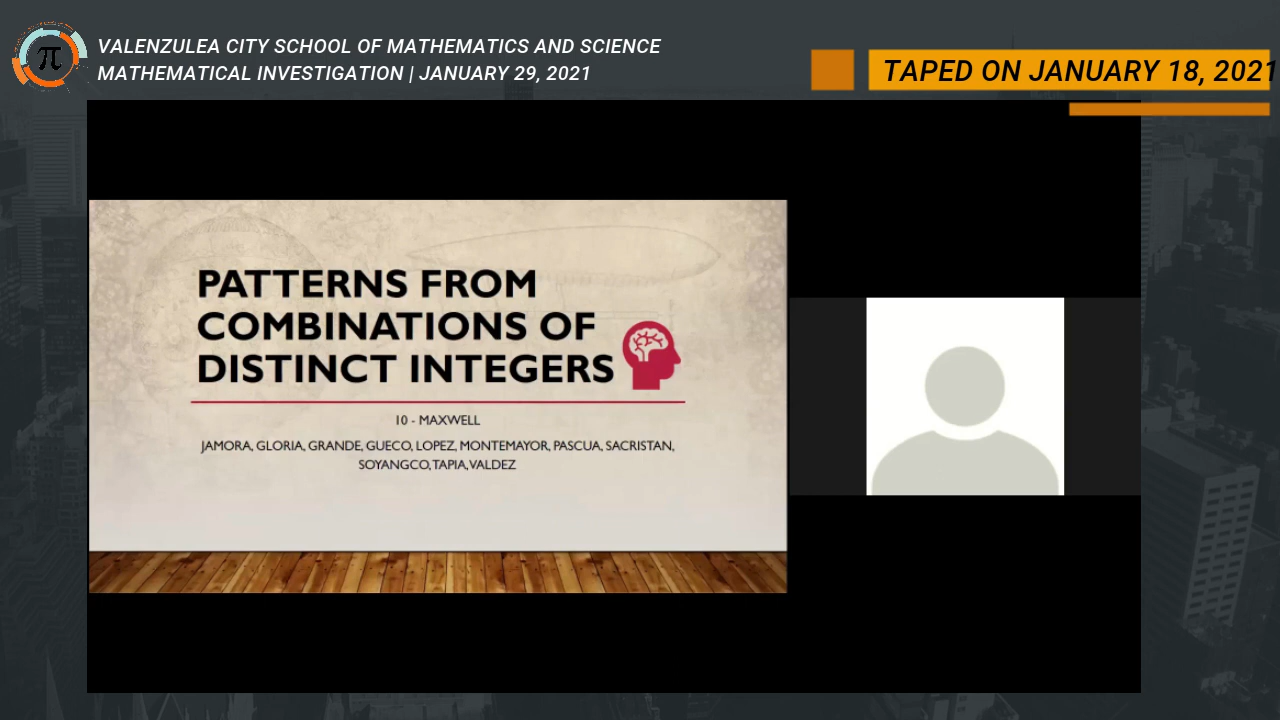 VALENZULEA CITY SCHOOL OF MATHEMATICS AND SCIENCE
MATHEMATICAL INVESTIGATION | JANUARY 29, 2021
TAPED ON JANUARY 18, 2021
PATTERNS FROM
COMBINATIONS OF
DISTINCT INTEGERS
10 - MAXWELL
JAMORA, GLORIA, GRANDE, GUECO, LOPEZ, MONTEMAYOR, PASCUA, SACRISTAN,
SOYANGCO, TAPIA, VALDEZ
π